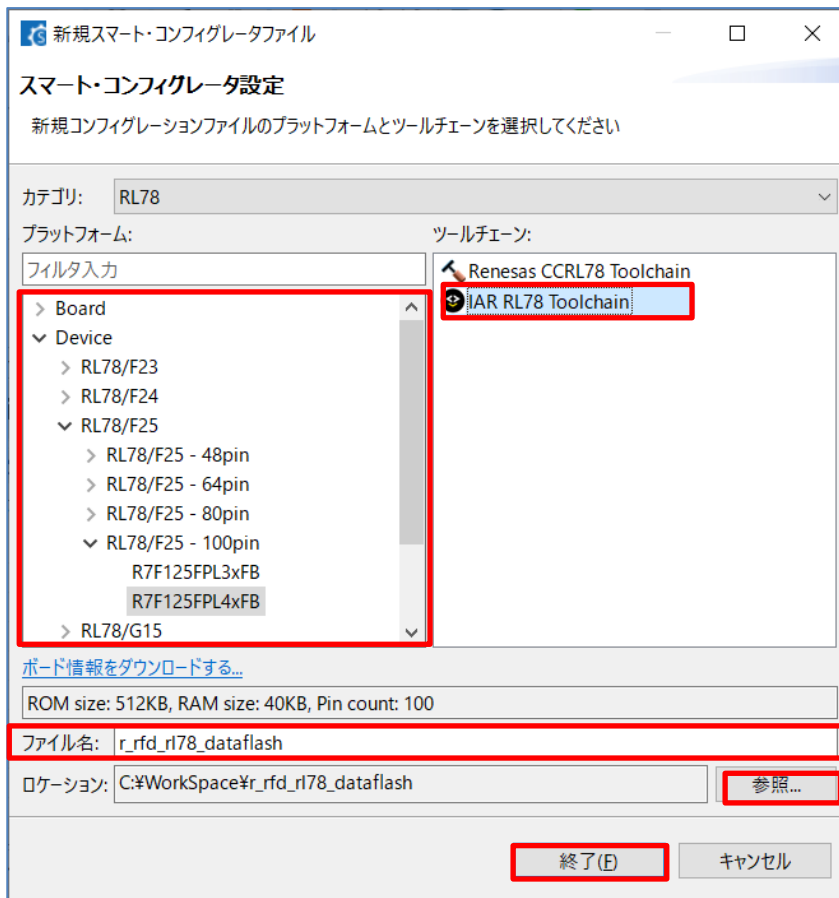 新規スマート・コンフィグレータファイル
スマート・コンフィグレータ設定
新規コンフィグレーションファイルのプラットフォームとツールチェーンを選択してください
カテゴリ: RL78
プラットフォーム:
フィルタ入力
Board
Device
RL78/F23
RL78/F24
RL78/F25
RL78/F25 - 48pin
RL78/F25 - 64pin
RL78/F25 - 80pin
RL78/F25 - 100pin
R7F125FPL3xFB
R7F125FPL4xFB
RL78/G15
ツールチェーン:
Renesas CCRL78 Toolchain
IAR RL78 Toolchain
ボード情報をダウンロードする...
ROM size: 512KB, RAM size: 40KB, Pin count: 100
ファイル名: r_rfd_rl78_dataflash
ロケーション: C:¥WorkSpace¥r_rfd_rl78_dataflash 参照...
終了(F) キャンセル